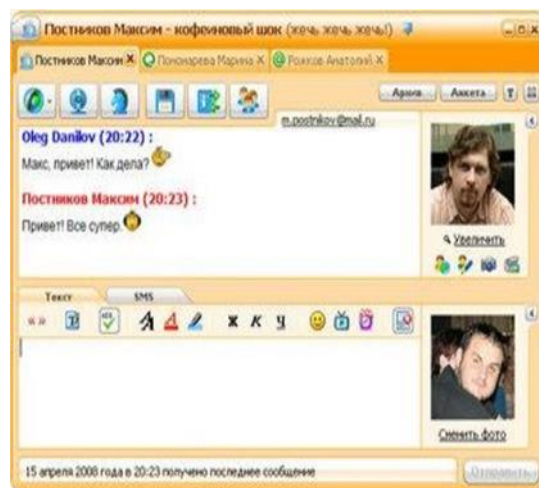 Постников Максим - кофеиновый шок (жечь жечь жечь!)
Постников Максим X Пономарева Марина X Рожков Анатолий X
Архив Анкета T
m.postnikov@mail.ru
Oleg Danilov (20:22) :
Макс, привет! Как дела?
Постников Максим (20:23) :
Привет! Все супер.
Увеличить
Текст SMS
Ж К Ч
Сменить фото
15 апреля 2008 года в 20:23 получено последнее сообщение
Отправить